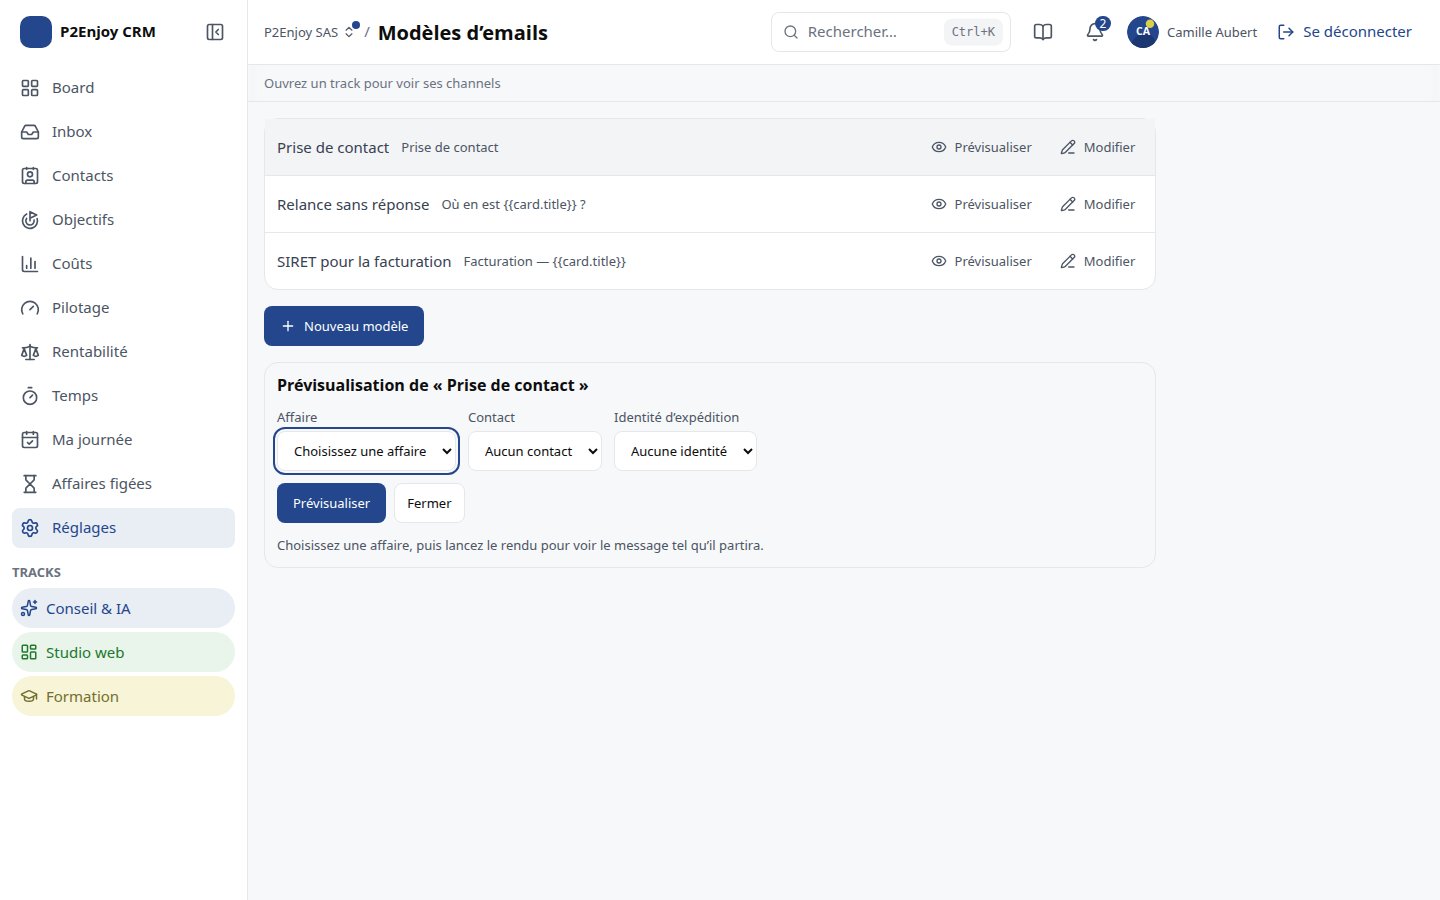 P2Enjoy CRM
P2Enjoy SAS / Modèles d’emails
Rechercher... Ctrl+K
2
CA Camille Aubert
Se déconnecter
Board
Inbox
Contacts
Objectifs
Coûts
Pilotage
Rentabilité
Temps
Ma journée
Affaires figées
Réglages
TRACKS
Conseil & IA
Studio web
Formation
Ouvrez un track pour voir ses channels
Prise de contact Prise de contact Prévisualiser Modifier
Relance sans réponse Où en est {{card.title}} ? Prévisualiser Modifier
SIRET pour la facturation Facturation — {{card.title}} Prévisualiser Modifier
Nouveau modèle
Prévisualisation de « Prise de contact »
Affaire Contact Identité d’expédition
Choisissez une affaire Aucun contact Aucune identité
Prévisualiser Fermer
Choisissez une affaire, puis lancez le rendu pour voir le message tel qu’il partira.